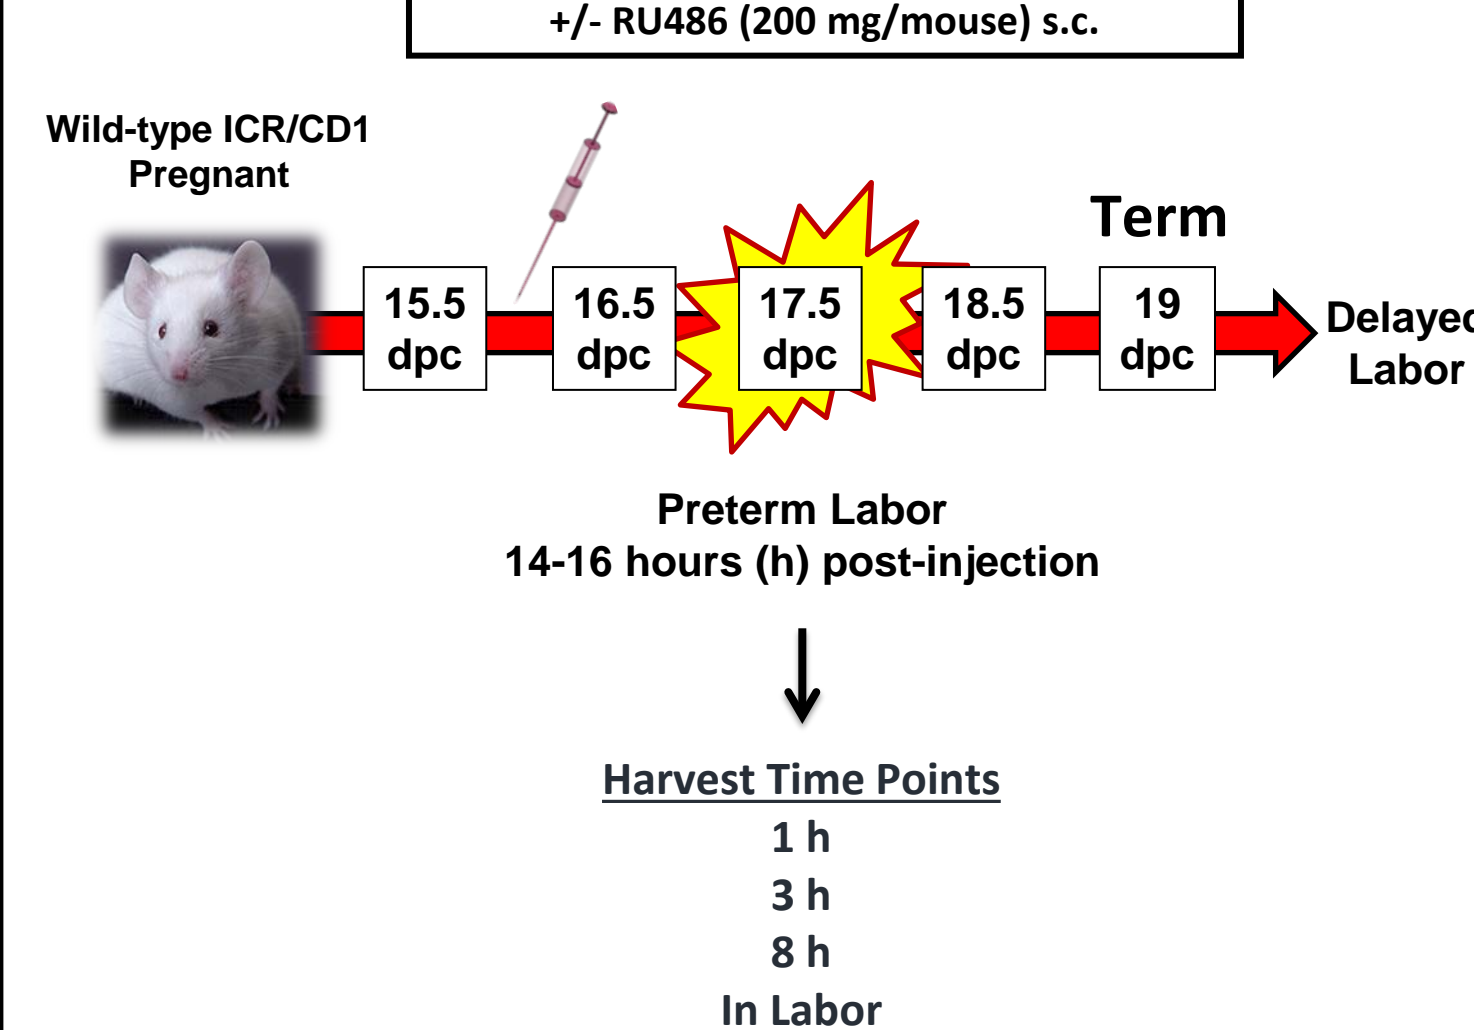 +/- RU486 (200 mg/mouse) s.c.
Wild-type ICR/CD1
Pregnant
Term
15.5
dpc
16.5
dpc
17.5
dpc
18.5
dpc
19
dpc
Delayed
Labor
Preterm Labor
14-16 hours (h) post-injection
Harvest Time Points
1 h
3 h
8 h
In Labor